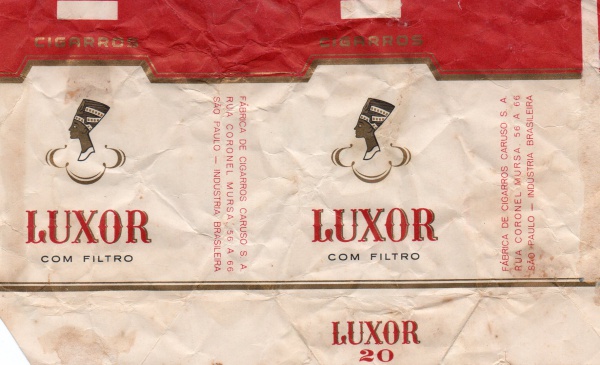 CIGARROS
LUXOR
COM FILTRO
FÁBRICA DE CIGARROS CARUSO S A
RUA CORONEL MURSA, 56 A 66
SÃO PAULO — INDÚSTRIA BRASILEIRA
CIGARROS
LUXOR
COM FILTRO
FÁBRICA DE CIGARROS CARUSO S. A
RUA CORONEL MURSA, 56 A 66
SÃO PAULO — INDÚSTRIA BRASILEIRA
LUXOR
20